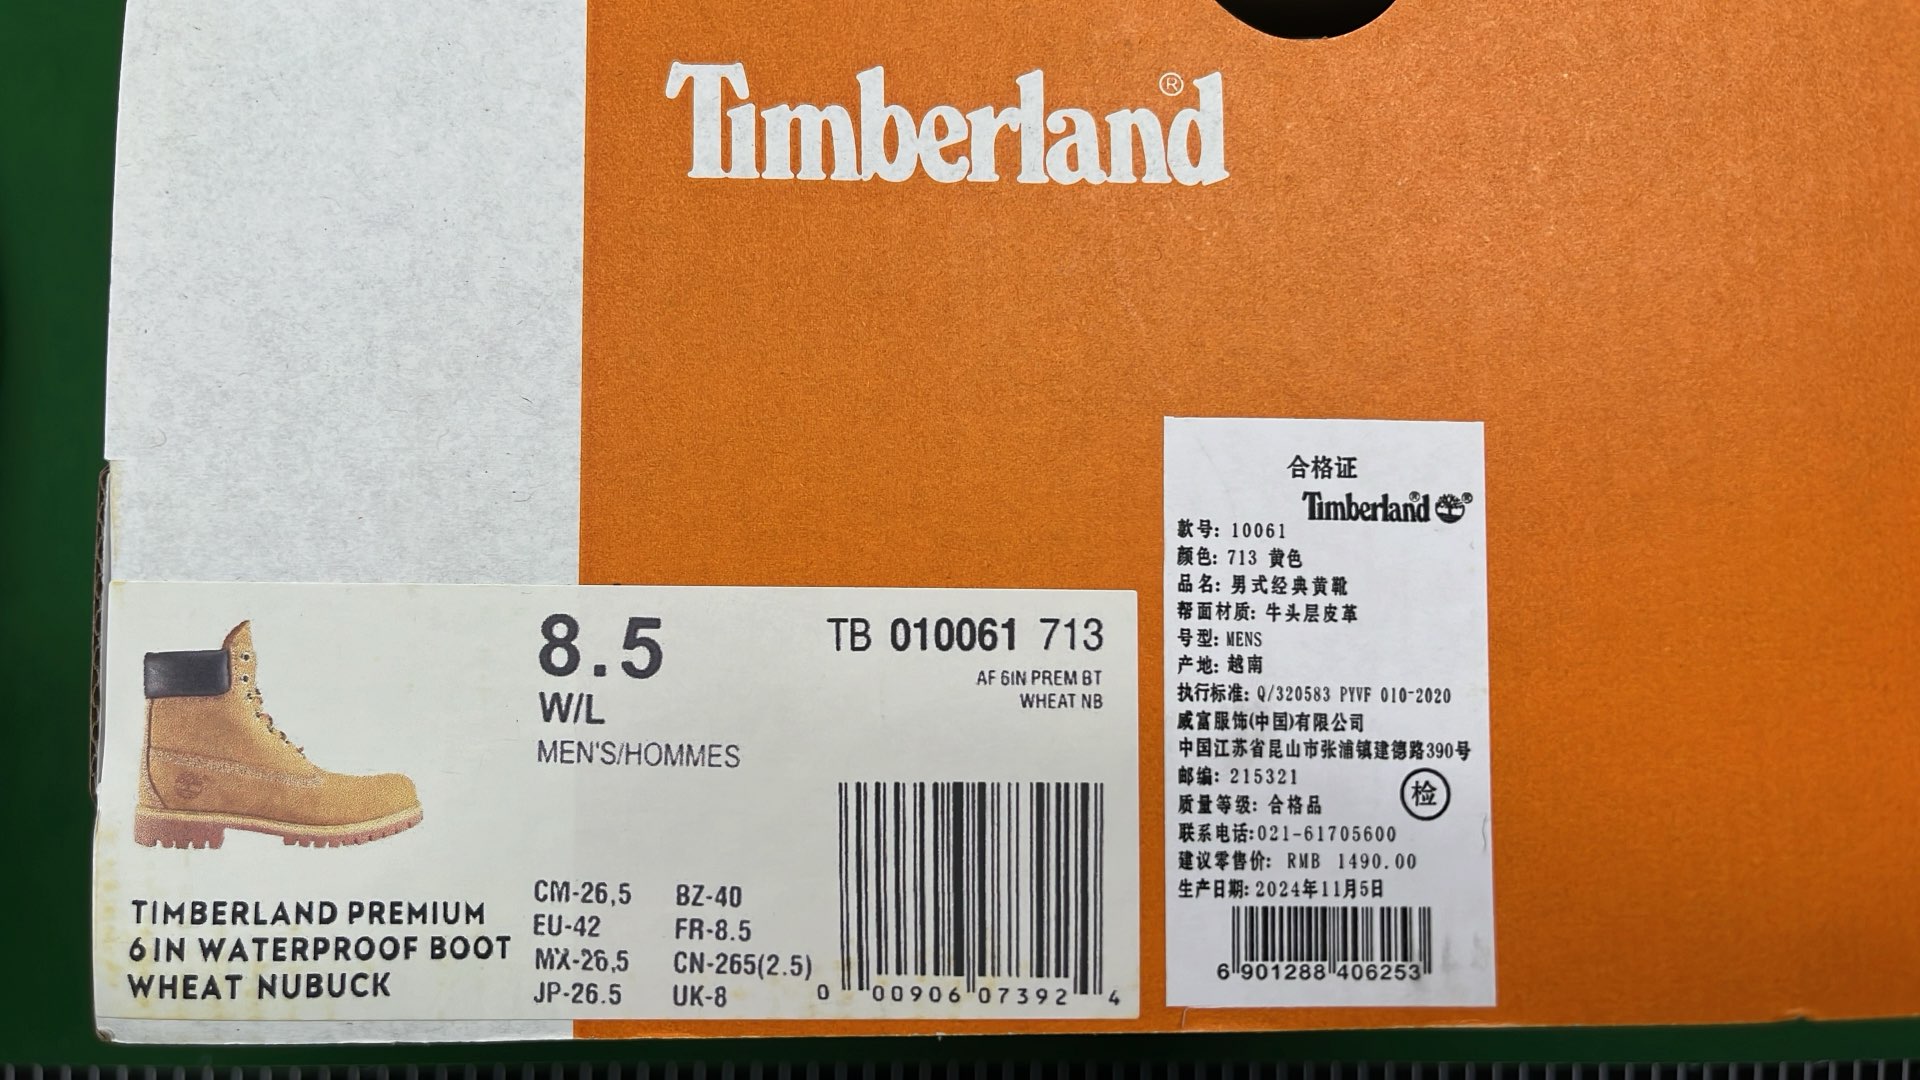 Timberland®
8.5
W/L
MEN'S/HOMMES
TB 010061 713
AF 6IN PREM BT
WHEAT NB
TIMBERLAND PREMIUM
6 IN WATERPROOF BOOT
WHEAT NUBUCK
CM-26,5 BZ-40
EU-42 FR-8.5
MX-26,5 CN-265(2.5)
JP-26.5 UK-8
0 00906 07392 4
合格证
Timberland® ®
款号: 10061
颜色: 713 黄色
品名: 男式经典黄靴
帮面材质: 牛头层皮革
号型: MENS
产地: 越南
执行标准: Q/320583 PYVF 010-2020
威富服饰(中国)有限公司
中国江苏省昆山市张浦镇建德路390号
邮编: 215321
检
质量等级: 合格品
联系电话:021-61705600
建议零售价: RMB 1490.00
生产日期: 2024年11月5日
6 901288 406253